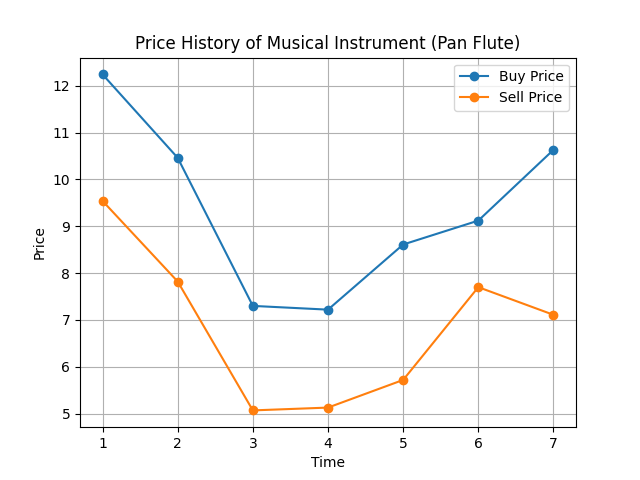 Price History of Musical Instrument (Pan Flute)
Buy Price
Sell Price
12
11
10
9
8
7
6
5
Price
1 2 3 4 5 6 7
Time